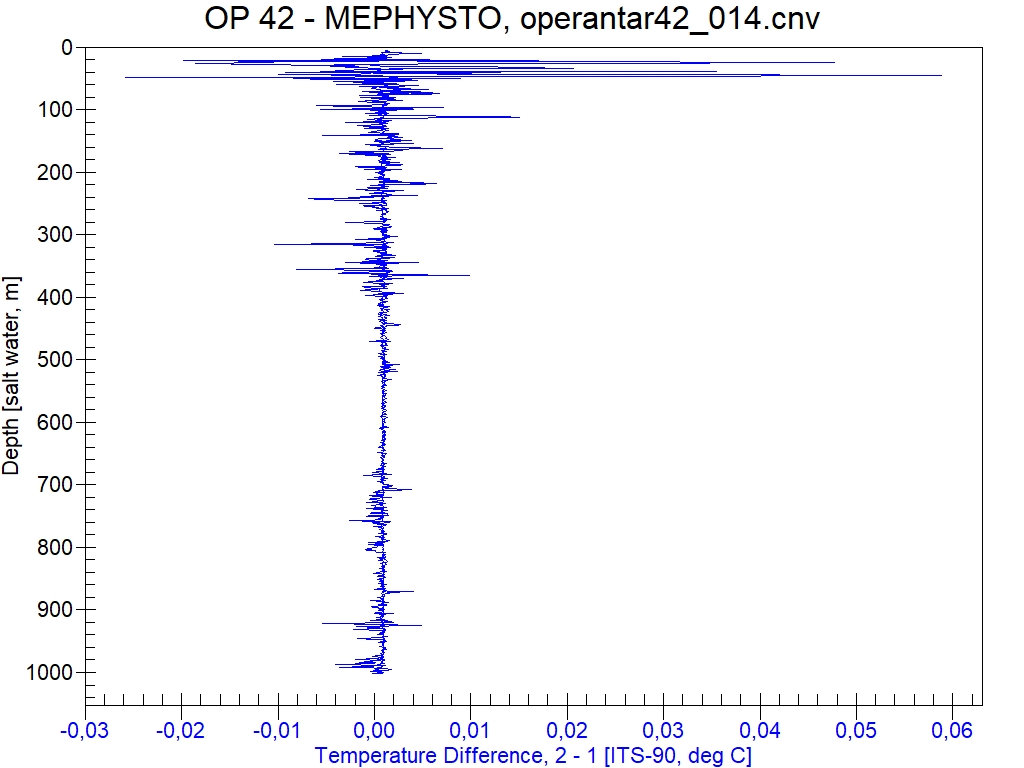 OP 42 - MEPHYSTO, operantar42_014.cnv
0
100
200
300
400
500
600
700
800
900
1000
Depth [salt water, m]
-0,03 -0,02 -0,01 0,00 0,01 0,02 0,03 0,04 0,05 0,06
Temperature Difference, 2 - 1 [ITS-90, deg C]